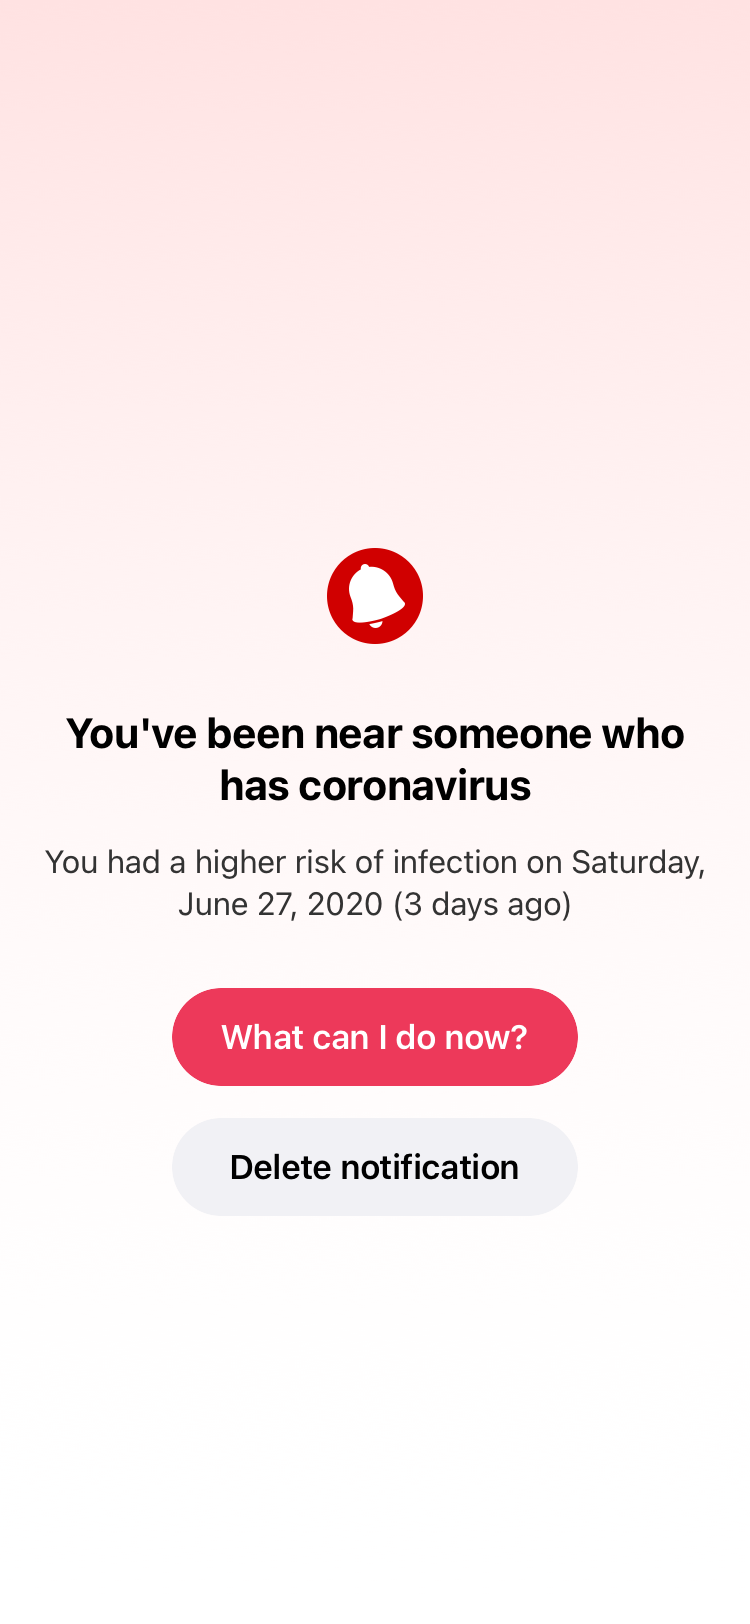 You've been near someone who
has coronavirus
You had a higher risk of infection on Saturday,
June 27, 2020 (3 days ago)
What can I do now?
Delete notification